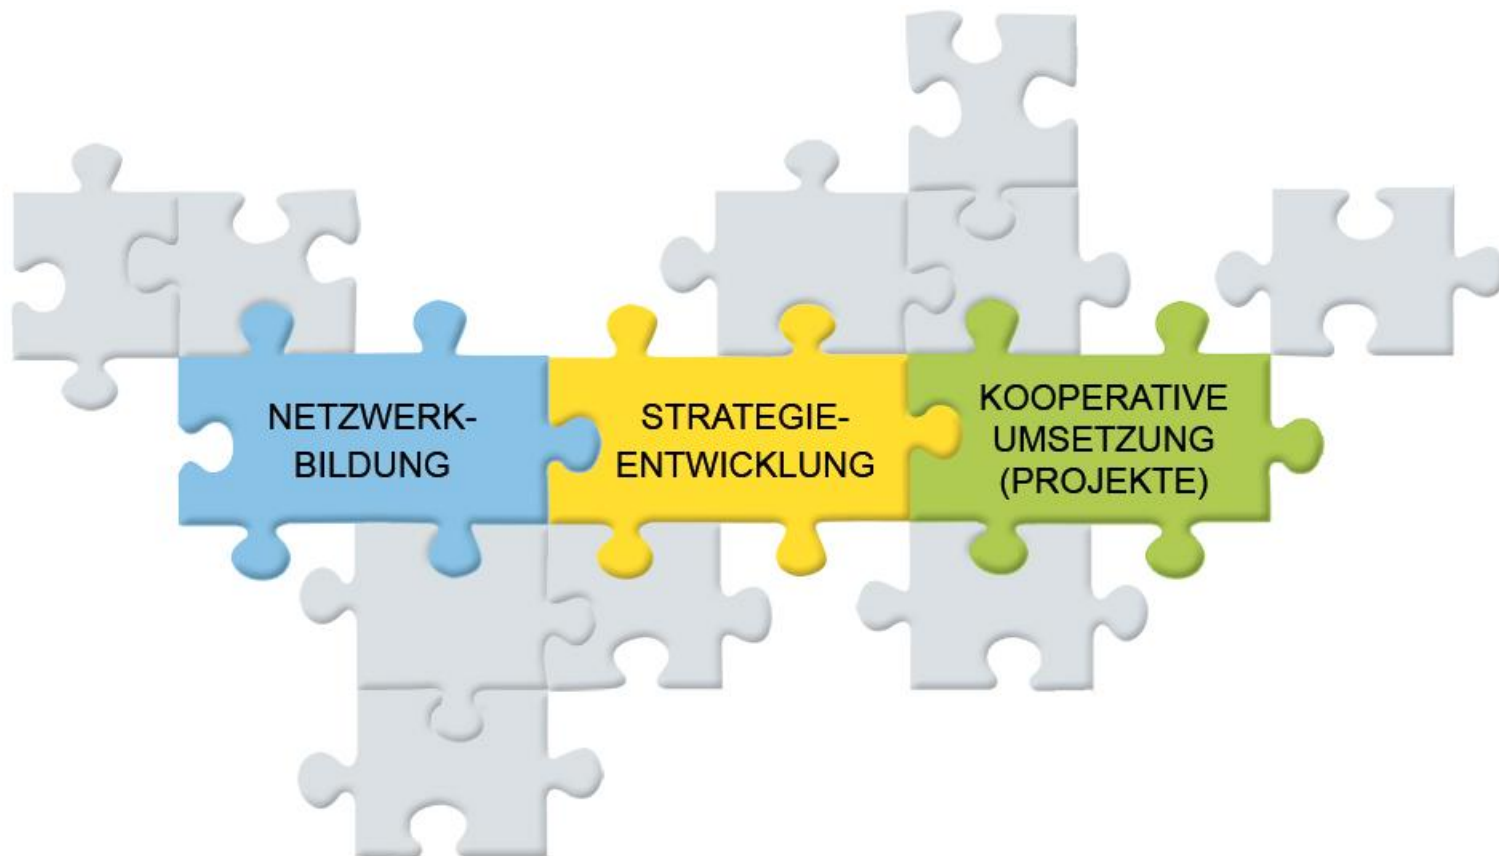 NETZWERK-
BILDUNG
STRATEGIE-
ENTWICKLUNG
KOOPERATIVE
UMSETZUNG
(PROJEKTE)